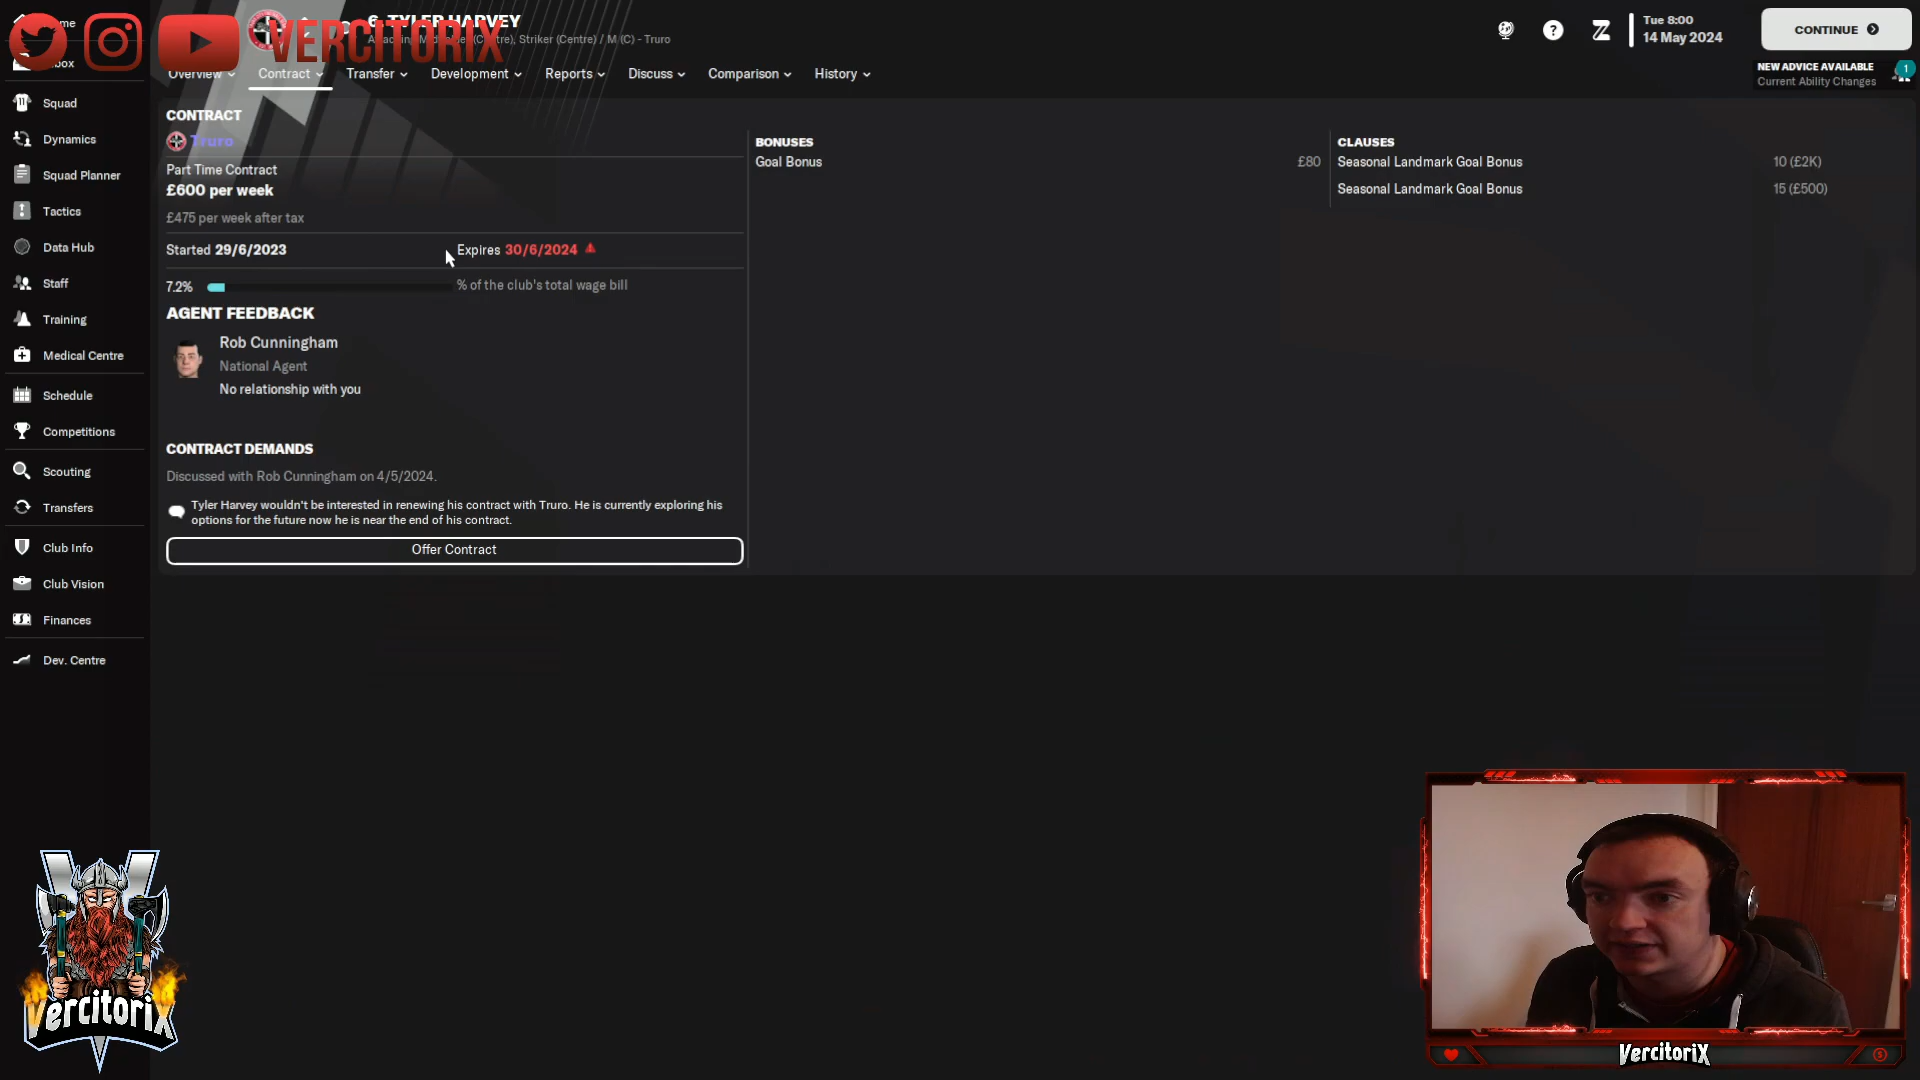 6. TYLER HARVEY
VERCITORIX
Striker (Centre) / M (C) - Truro
Tue 8:00
14 May 2024
CONTINUE
NEW ADVICE AVAILABLE
Current Ability Changes
1
Overview
Contract
Transfer
Development
Reports
Discuss
Comparison
History
Squad
Dynamics
Squad Planner
Tactics
Data Hub
Staff
Training
Medical Centre
Schedule
Competitions
Scouting
Transfers
Club Info
Club Vision
Finances
Dev. Centre
CONTRACT
Truro
Part Time Contract
£600 per week
£475 per week after tax
Started 29/6/2023
Expires 30/6/2024
7.2%
% of the club's total wage bill
AGENT FEEDBACK
Rob Cunningham
National Agent
No relationship with you
CONTRACT DEMANDS
Discussed with Rob Cunningham on 4/5/2024.
Tyler Harvey wouldn't be interested in renewing his contract with Truro. He is currently exploring his
options for the future now he is near the end of his contract.
Offer Contract
BONUSES
Goal Bonus £80
CLAUSES
Seasonal Landmark Goal Bonus 10 (£2K)
Seasonal Landmark Goal Bonus 15 (£500)
VercitoriX
VercitoriX